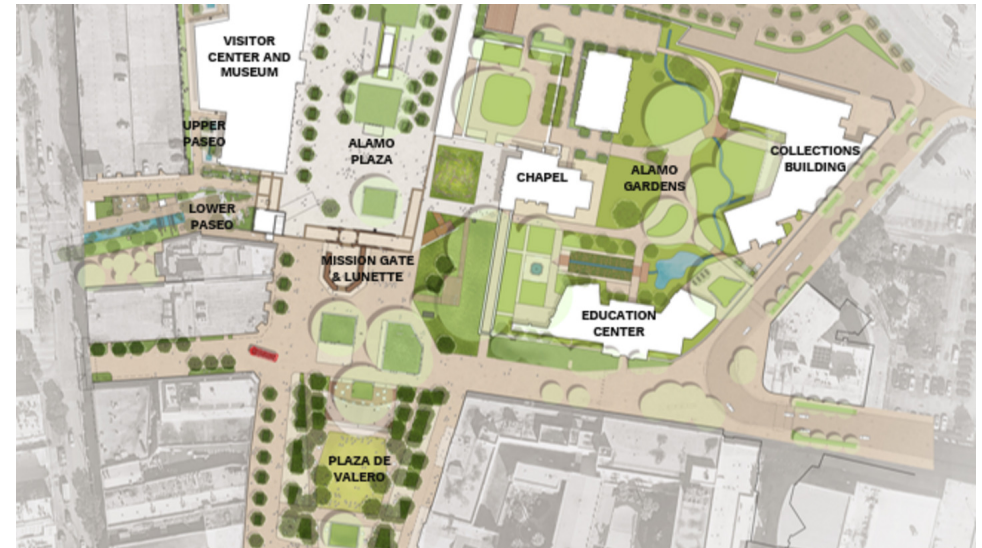 VISITOR
CENTER AND
MUSEUM
UPPER
PASEO
ALAMO
PLAZA
CHAPEL
ALAMO
GARDENS
COLLECTIONS
BUILDING
LOWER
PASEO
MISSION GATE
& LUNETTE
EDUCATION
CENTER
PLAZA DE
VALERO